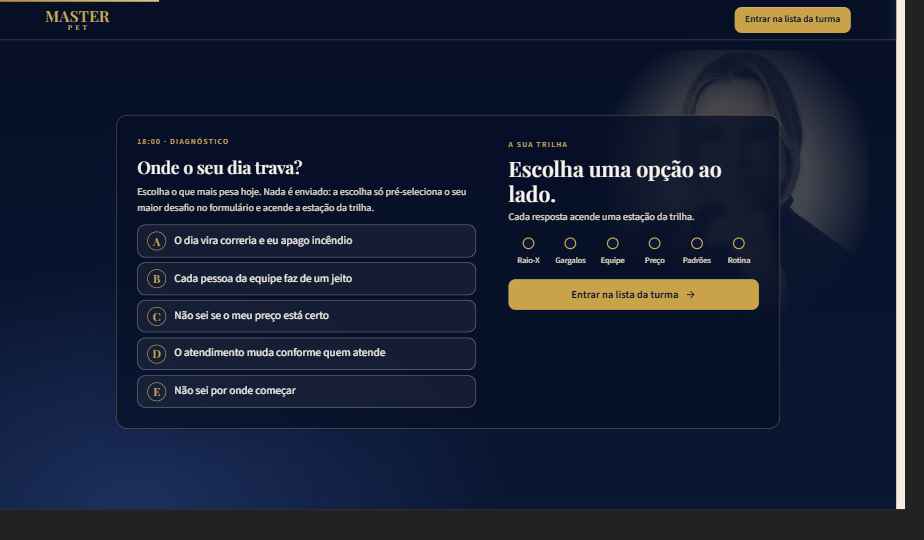 MASTER
PET
Entrar na lista da turma
18:00 · DIAGNÓSTICO
Onde o seu dia trava?
Escolha o que mais pesa hoje. Nada é enviado: a escolha só pré-seleciona o seu
maior desafio no formulário e acende a estação da trilha.
A O dia vira correria e eu apago incêndio
B Cada pessoa da equipe faz de um jeito
C Não sei se o meu preço está certo
D O atendimento muda conforme quem atende
E Não sei por onde começar
A SUA TRILHA
Escolha uma opção ao
lado.
Cada resposta acende uma estação da trilha.
Raio-X Gargalos Equipe Preço Padrões Rotina
Entrar na lista da turma →